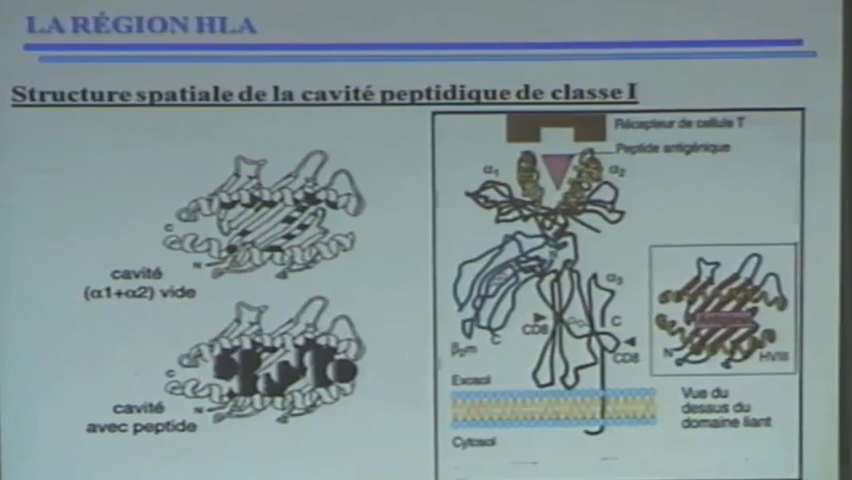 LA RÉGION HLA
Structure spatiale de la cavité peptidique de classe I
Récepteur de cellule T
Peptide antigénique
α1
α2
C
N
cavité
(α1+α2) vide
α3
CD8
C
CD8
β2m
C
N
HVIII
C
N
cavité
avec peptide
Exosol
Cytosol
Vue du
dessus du
domaine liant